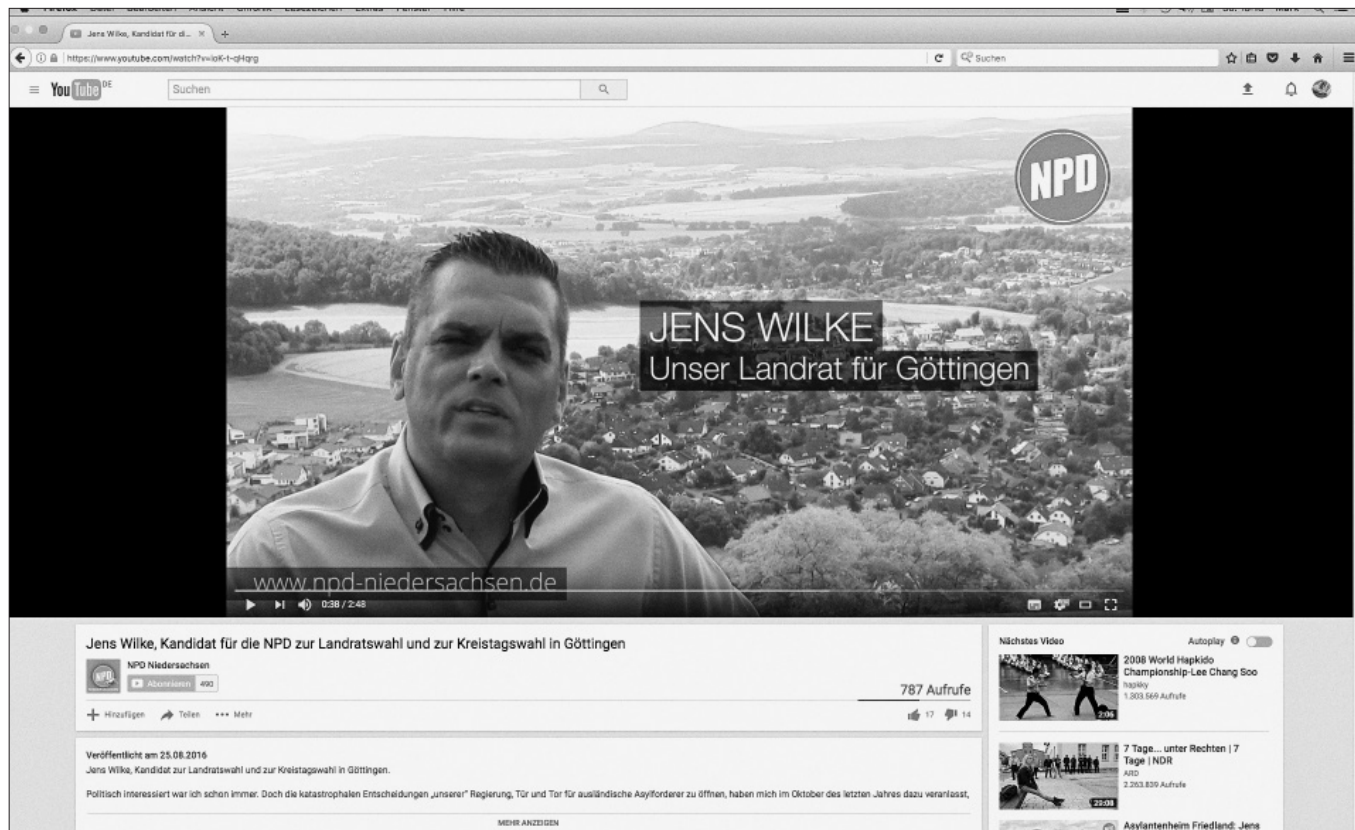 Jens Wilke, Kandidat für di...
https://www.youtube.com/watch?v=ioK-t-qHqrg
Suchen
YouTube DE
Suchen
NPD
JENS WILKE
Unser Landrat für Göttingen
www.npd-niedersachsen.de
0:38 / 2:48
Jens Wilke, Kandidat für die NPD zur Landratswahl und zur Kreistagswahl in Göttingen
NPD
NPD Niedersachsen
Abonnieren 490
787 Aufrufe
Hinzufügen Teilen Mehr
17 14
Veröffentlicht am 25.08.2016
Jens Wilke, Kandidat zur Landratswahl und zur Kreistagswahl in Göttingen.
Politisch interessiert war ich schon immer. Doch die katastrophalen Entscheidungen „unserer" Regierung, Tür und Tor für ausländische Asylforderer zu öffnen, haben mich im Oktober des letzten Jahres dazu veranlasst,
MEHR ANZEIGEN
Nächstes Video Autoplay
2008 World Hapkido
Championship-Lee Chang Soo
hapkky
1.303.569 Aufrufe
2:06
7 Tage... unter Rechten | 7
Tage | NDR
ARD
2.263.839 Aufrufe
29:08
Asylantenheim Friedland: Jens